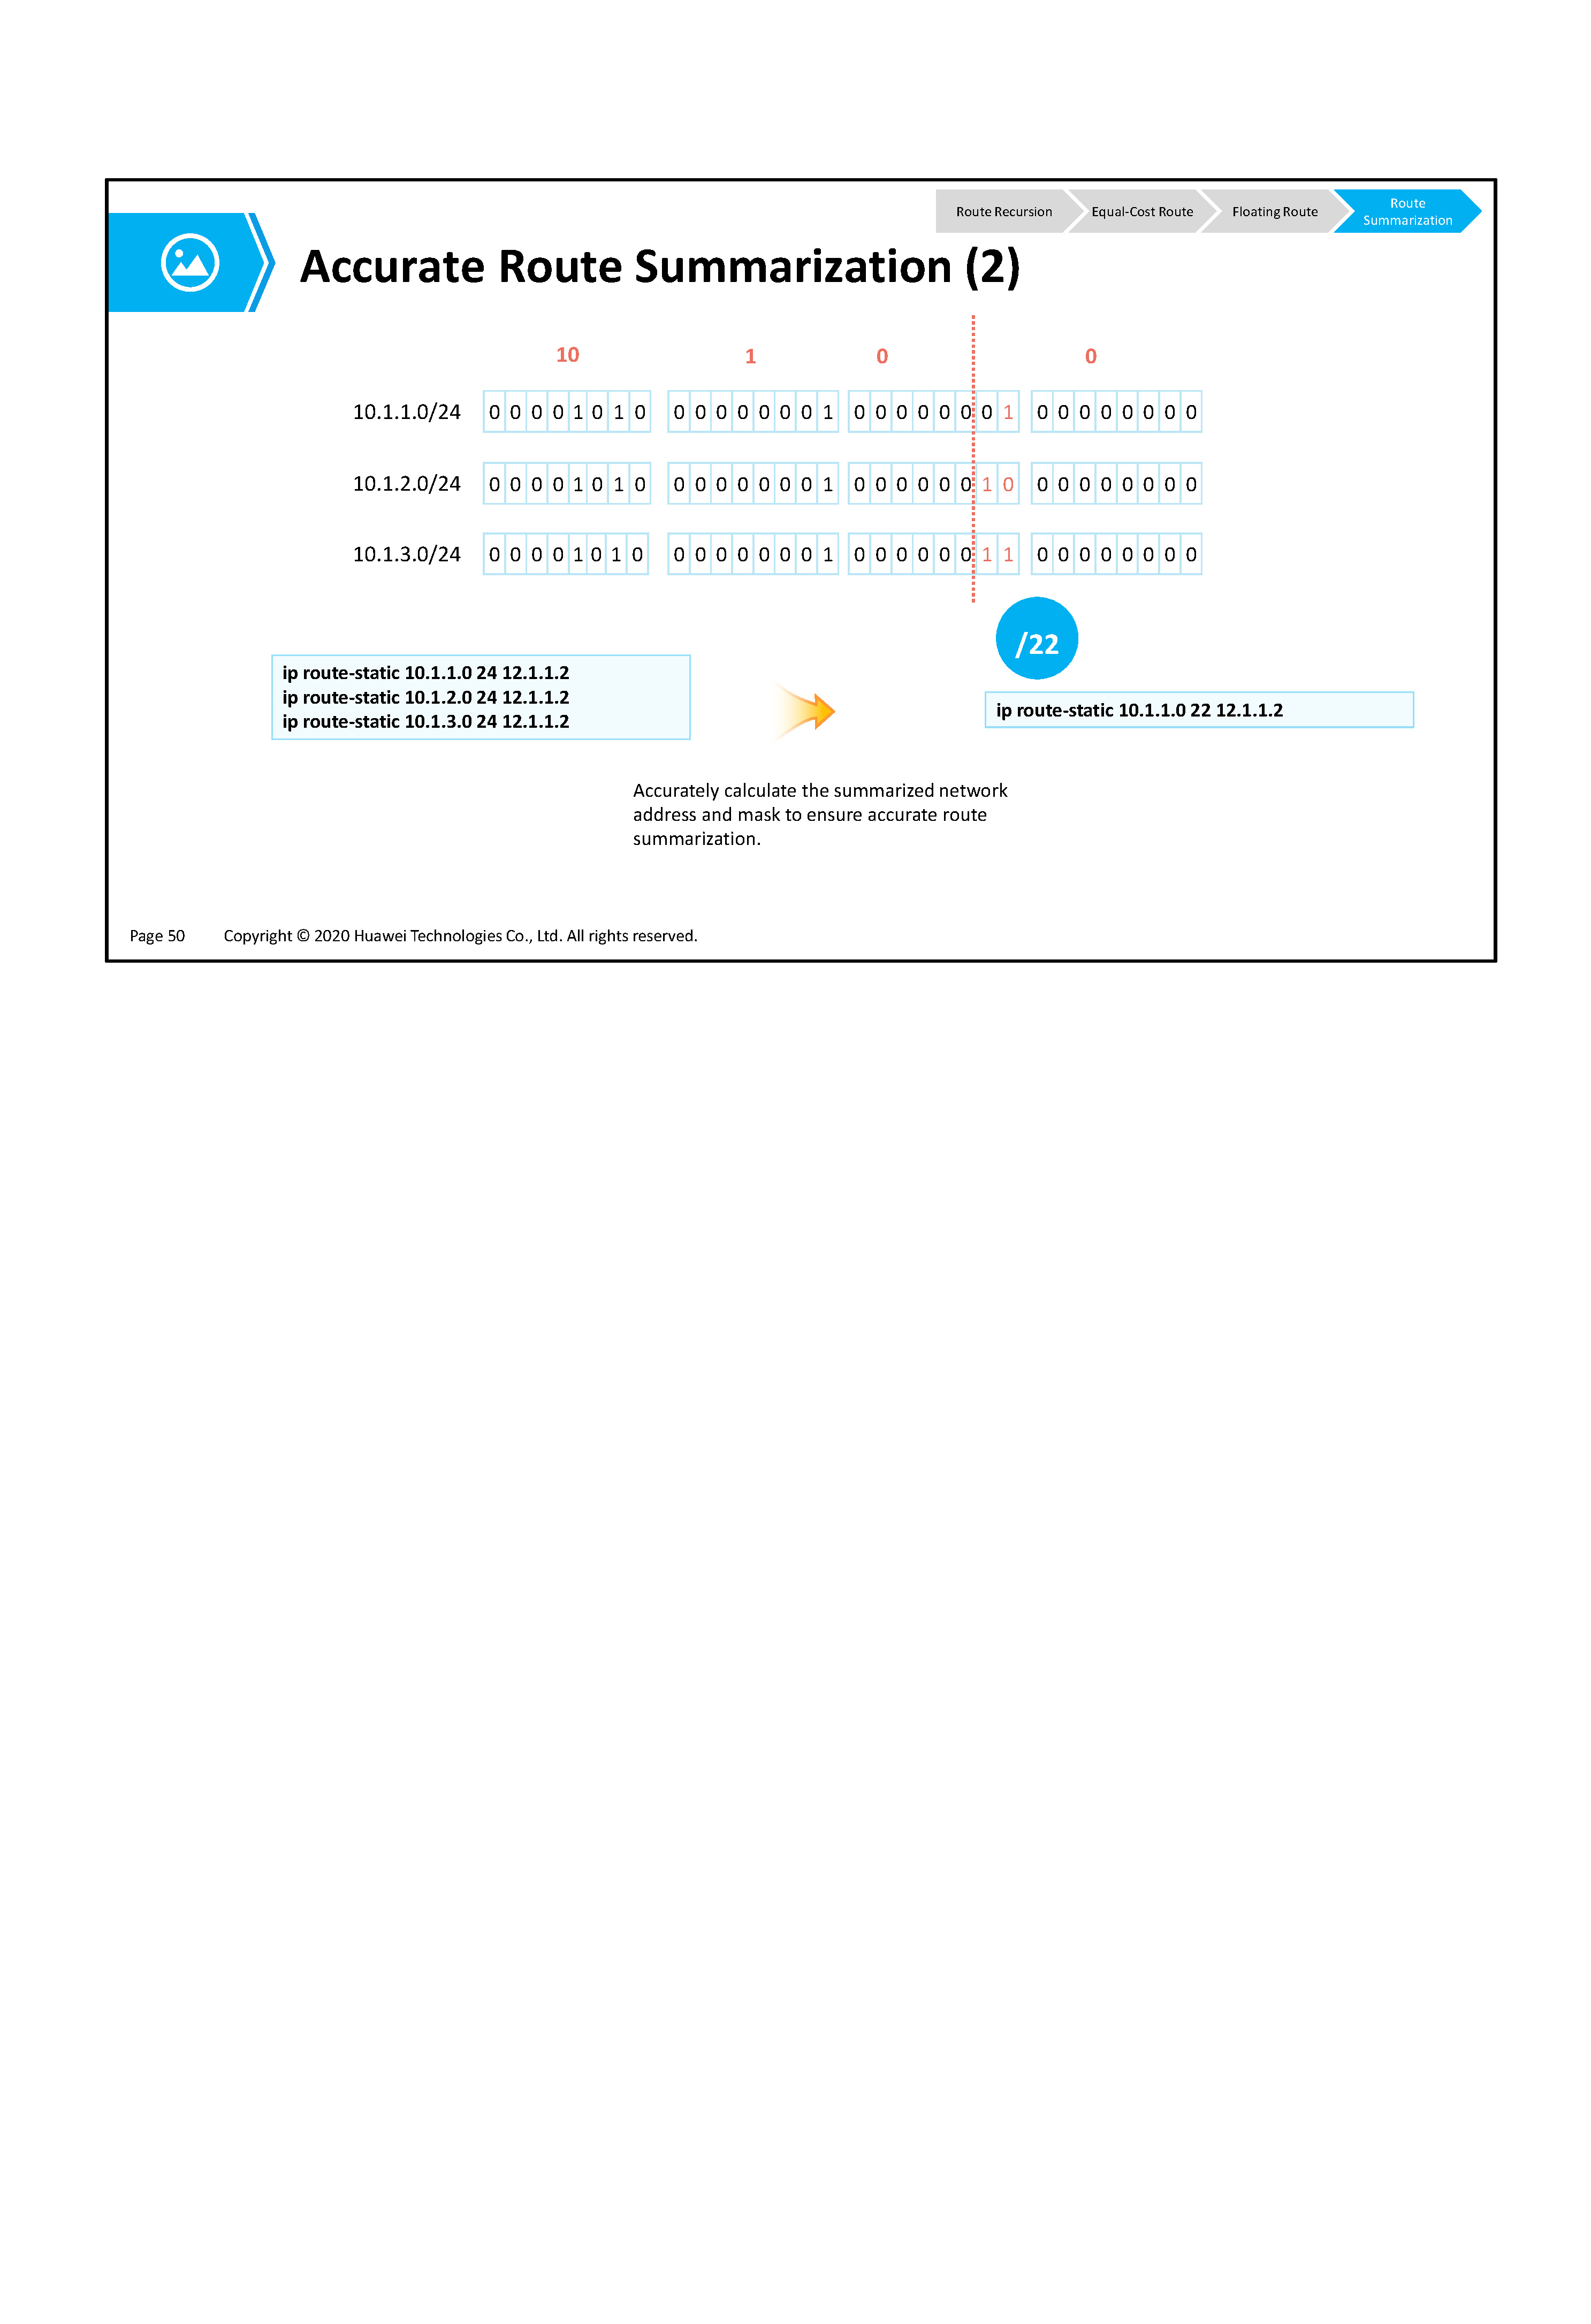 Route Recursion Equal-Cost Route Floating Route Route
Summarization
Accurate Route Summarization (2)
10 1 0 0
10.1.1.0/24 0 0 0 0 1 0 1 0 0 0 0 0 0 0 0 1 0 0 0 0 0 0 0 1 0 0 0 0 0 0 0 0
10.1.2.0/24 0 0 0 0 1 0 1 0 0 0 0 0 0 0 0 1 0 0 0 0 0 0 1 0 0 0 0 0 0 0 0 0
10.1.3.0/24 0 0 0 0 1 0 1 0 0 0 0 0 0 0 0 1 0 0 0 0 0 0 1 1 0 0 0 0 0 0 0 0
/22
ip route-static 10.1.1.0 24 12.1.1.2
ip route-static 10.1.2.0 24 12.1.1.2
ip route-static 10.1.3.0 24 12.1.1.2
ip route-static 10.1.1.0 22 12.1.1.2
Accurately calculate the summarized network
address and mask to ensure accurate route
summarization.
Page 50 Copyright © 2020 Huawei Technologies Co., Ltd. All rights reserved.